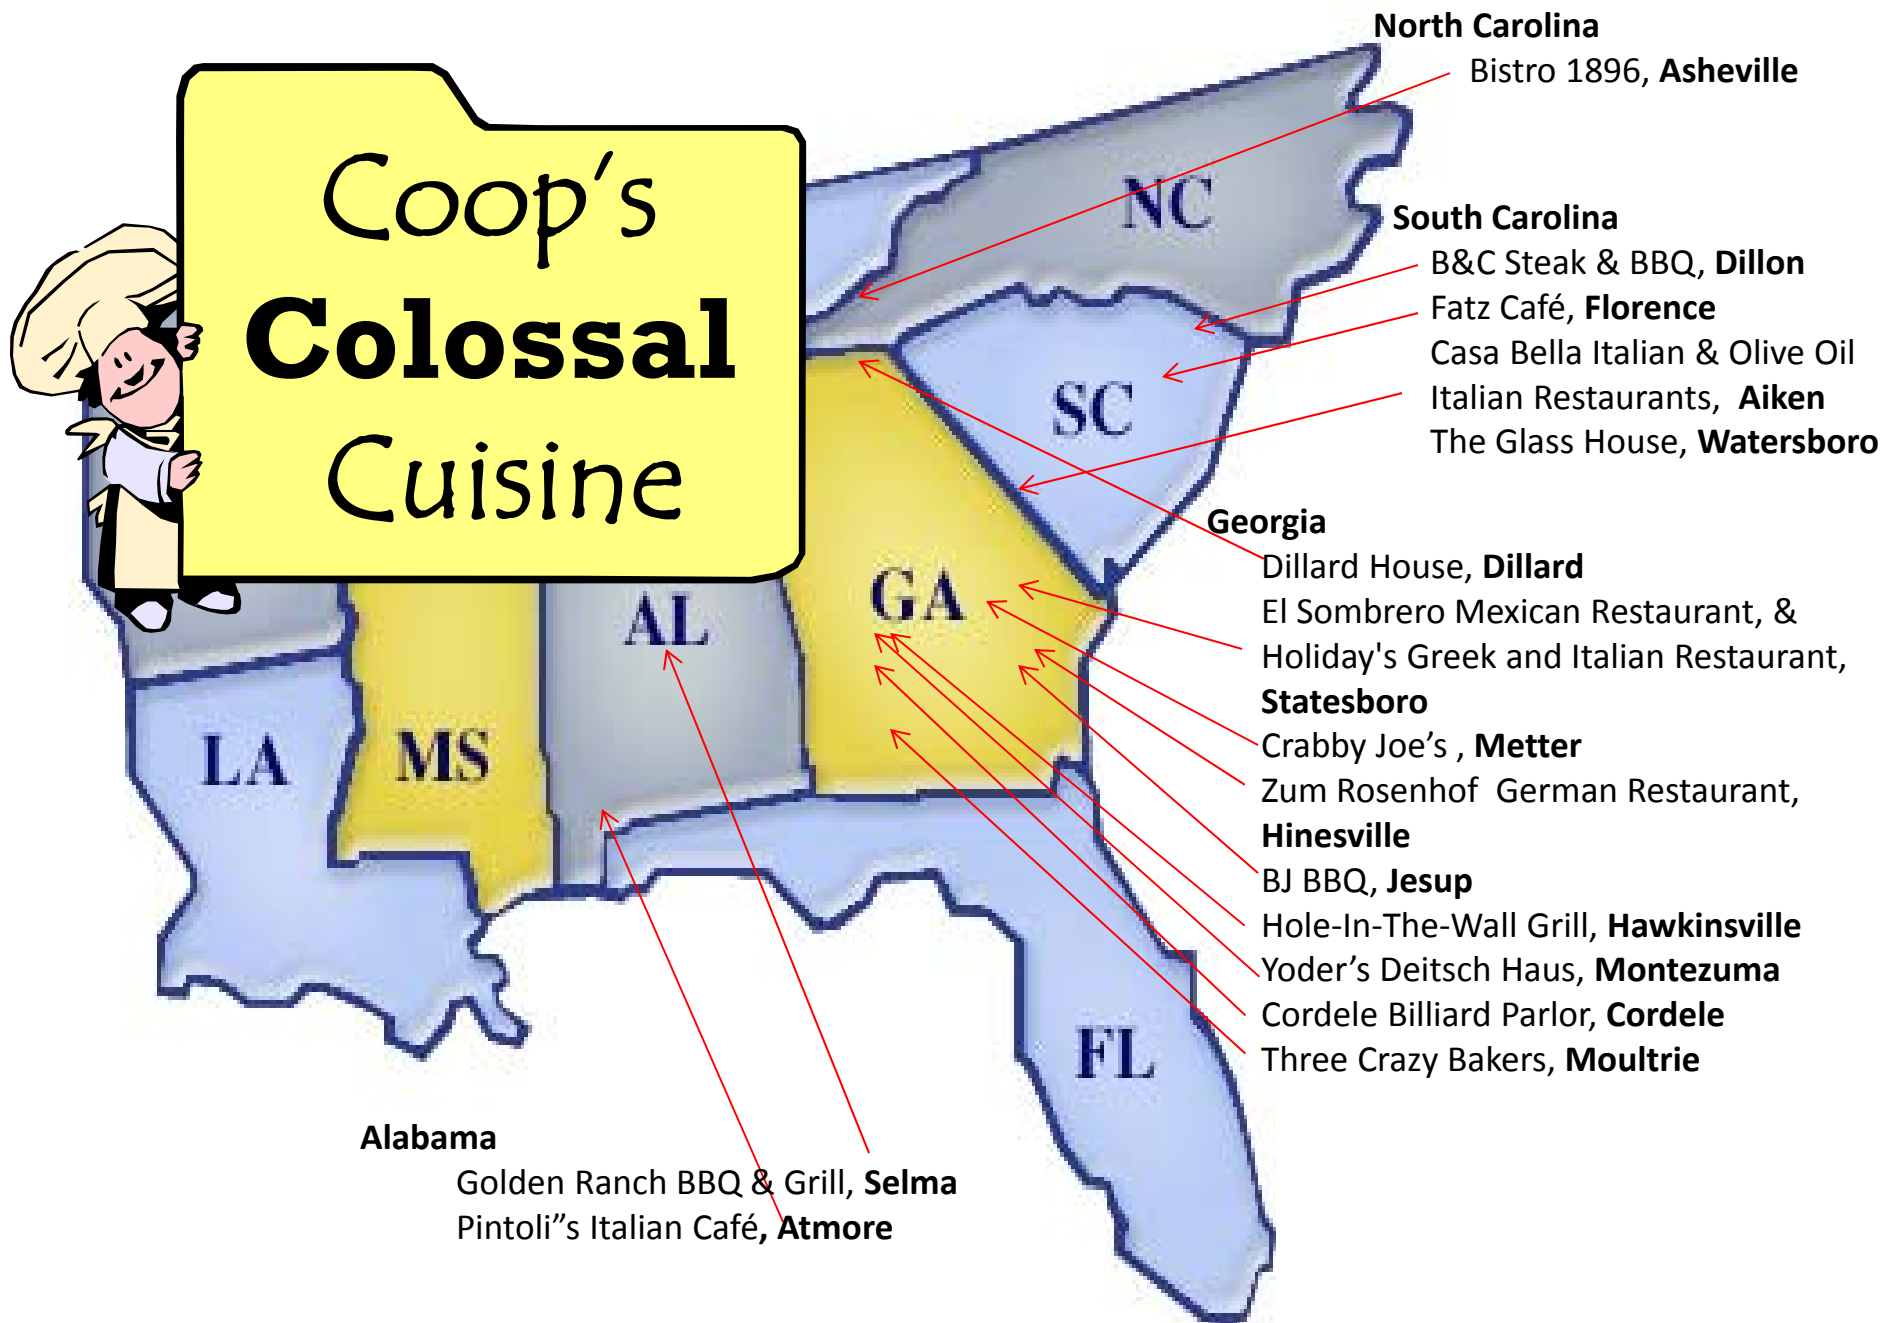 Coop's
Colossal
Cuisine
North Carolina
Bistro 1896, Asheville
South Carolina
B&C Steak & BBQ, Dillon
Fatz Café, Florence
Casa Bella Italian & Olive Oil
Italian Restaurants,  Aiken
The Glass House, Watersboro
Georgia
Dillard House, Dillard
El Sombrero Mexican Restaurant, &
Holiday's Greek and Italian Restaurant,
Statesboro
Crabby Joe's , Metter
Zum Rosenhof  German Restaurant,
Hinesville
BJ BBQ, Jesup
Hole-In-The-Wall Grill, Hawkinsville
Yoder's Deitsch Haus, Montezuma
Cordele Billiard Parlor, Cordele
Three Crazy Bakers, Moultrie
Alabama
Golden Ranch BBQ & Grill, Selma
Pintoli"s Italian Café, Atmore
NC
SC
GA
AL
MS
LA
FL